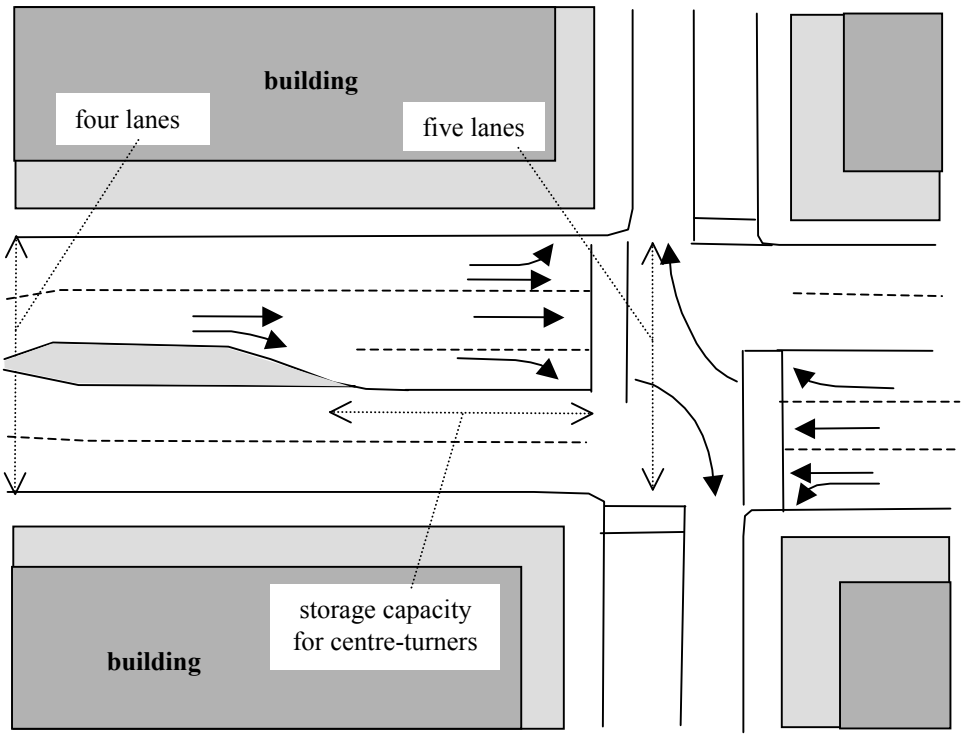 building
four lanes
five lanes
storage capacity
for centre-turners
building